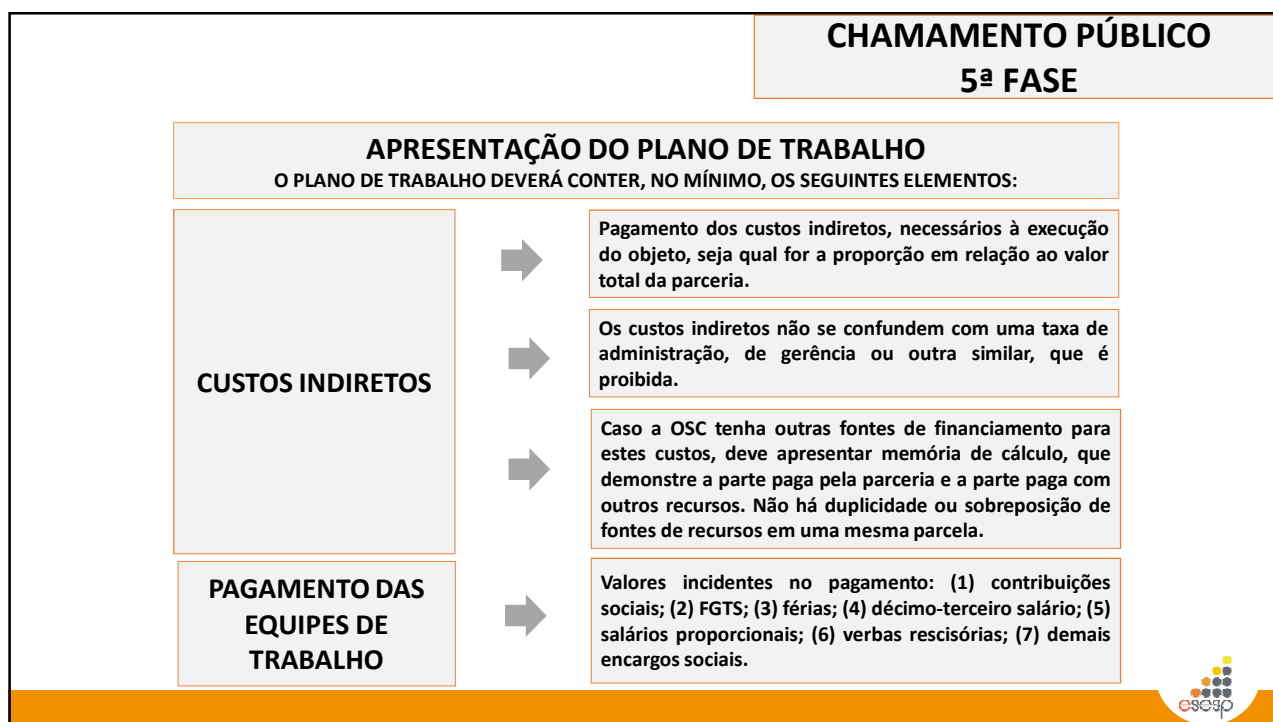 CHAMAMENTO PÚBLICO
5ª FASE
APRESENTAÇÃO DO PLANO DE TRABALHO
O PLANO DE TRABALHO DEVERÁ CONTER, NO MÍNIMO, OS SEGUINTES ELEMENTOS:
CUSTOS INDIRETOS
Pagamento dos custos indiretos, necessários à execução
do objeto, seja qual for a proporção em relação ao valor
total da parceria.
Os custos indiretos não se confundem com uma taxa de
administração, de gerência ou outra similar, que é
proibida.
Caso a OSC tenha outras fontes de financiamento para
estes custos, deve apresentar memória de cálculo, que
demonstre a parte paga pela parceria e a parte paga com
outros recursos. Não há duplicidade ou sobreposição de
fontes de recursos em uma mesma parcela.
PAGAMENTO DAS
EQUIPES DE
TRABALHO
Valores incidentes no pagamento: (1) contribuições
sociais; (2) FGTS; (3) férias; (4) décimo-terceiro salário; (5)
salários proporcionais; (6) verbas rescisórias; (7) demais
encargos sociais.
esesp